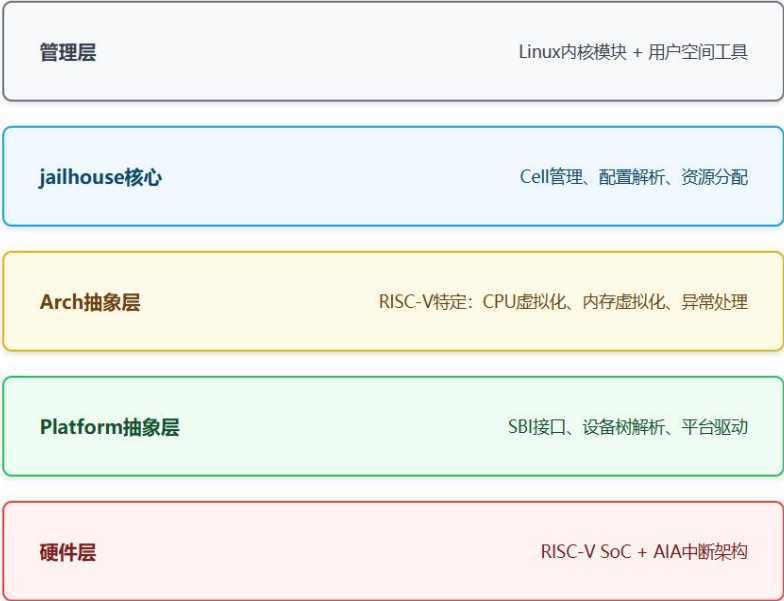 管理层 Linux内核模块 + 用户空间工具
jailhouse核心 Cell管理、配置解析、资源分配
Arch抽象层 RISC-V特定：CPU虚拟化、内存虚拟化、异常处理
Platform抽象层 SBI接口、设备树解析、平台驱动
硬件层 RISC-V SoC + AIA中断架构